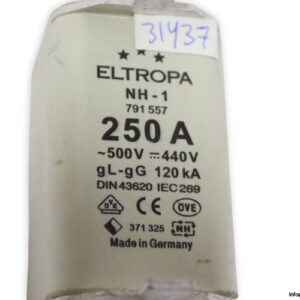 31437
ELTROPA
NH-1
791 557
250 A
~500V ⎓ 440V
gL-gG 120 kA
DIN 43620 IEC 269
DVE CE ÖVE
371 325 NH
Made in Germany